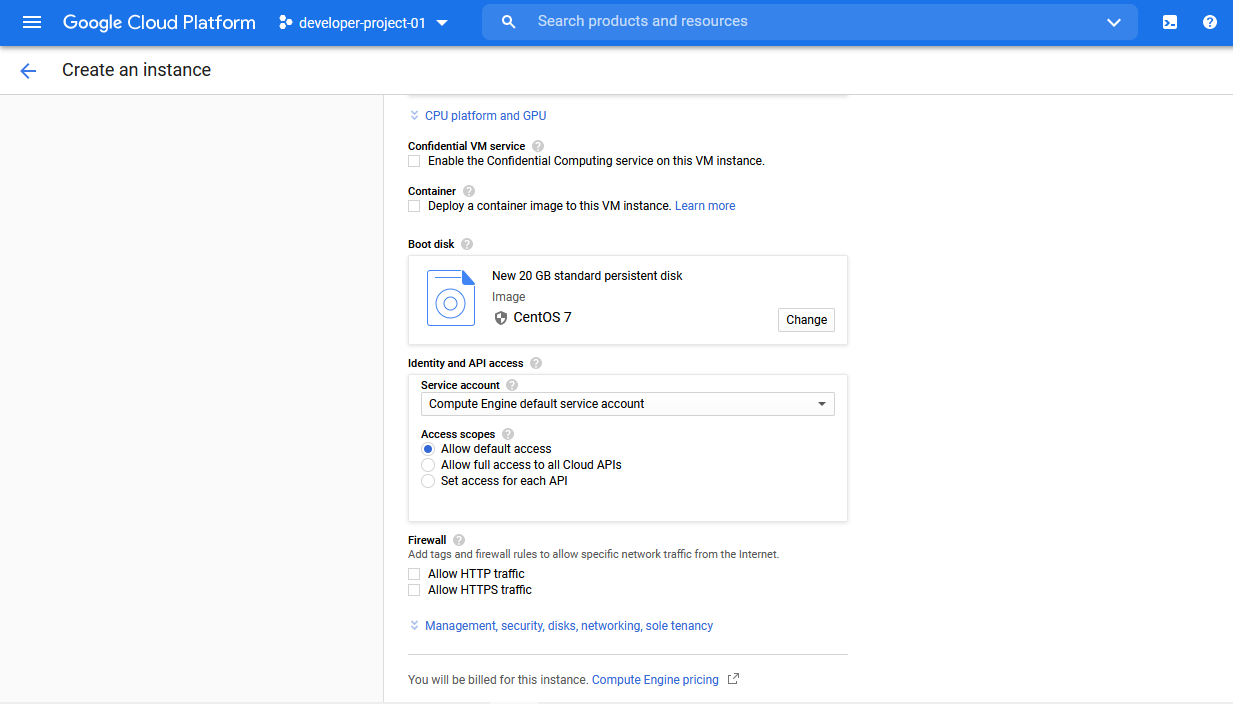 Google Cloud Platform developer-project-01 Search products and resources
Create an instance
CPU platform and GPU
Confidential VM service
Enable the Confidential Computing service on this VM instance.
Container
Deploy a container image to this VM instance. Learn more
Boot disk
New 20 GB standard persistent disk
Image
CentOS 7
Change
Identity and API access
Service account
Compute Engine default service account
Access scopes
Allow default access
Allow full access to all Cloud APIs
Set access for each API
Firewall
Add tags and firewall rules to allow specific network traffic from the Internet.
Allow HTTP traffic
Allow HTTPS traffic
Management, security, disks, networking, sole tenancy
You will be billed for this instance. Compute Engine pricing